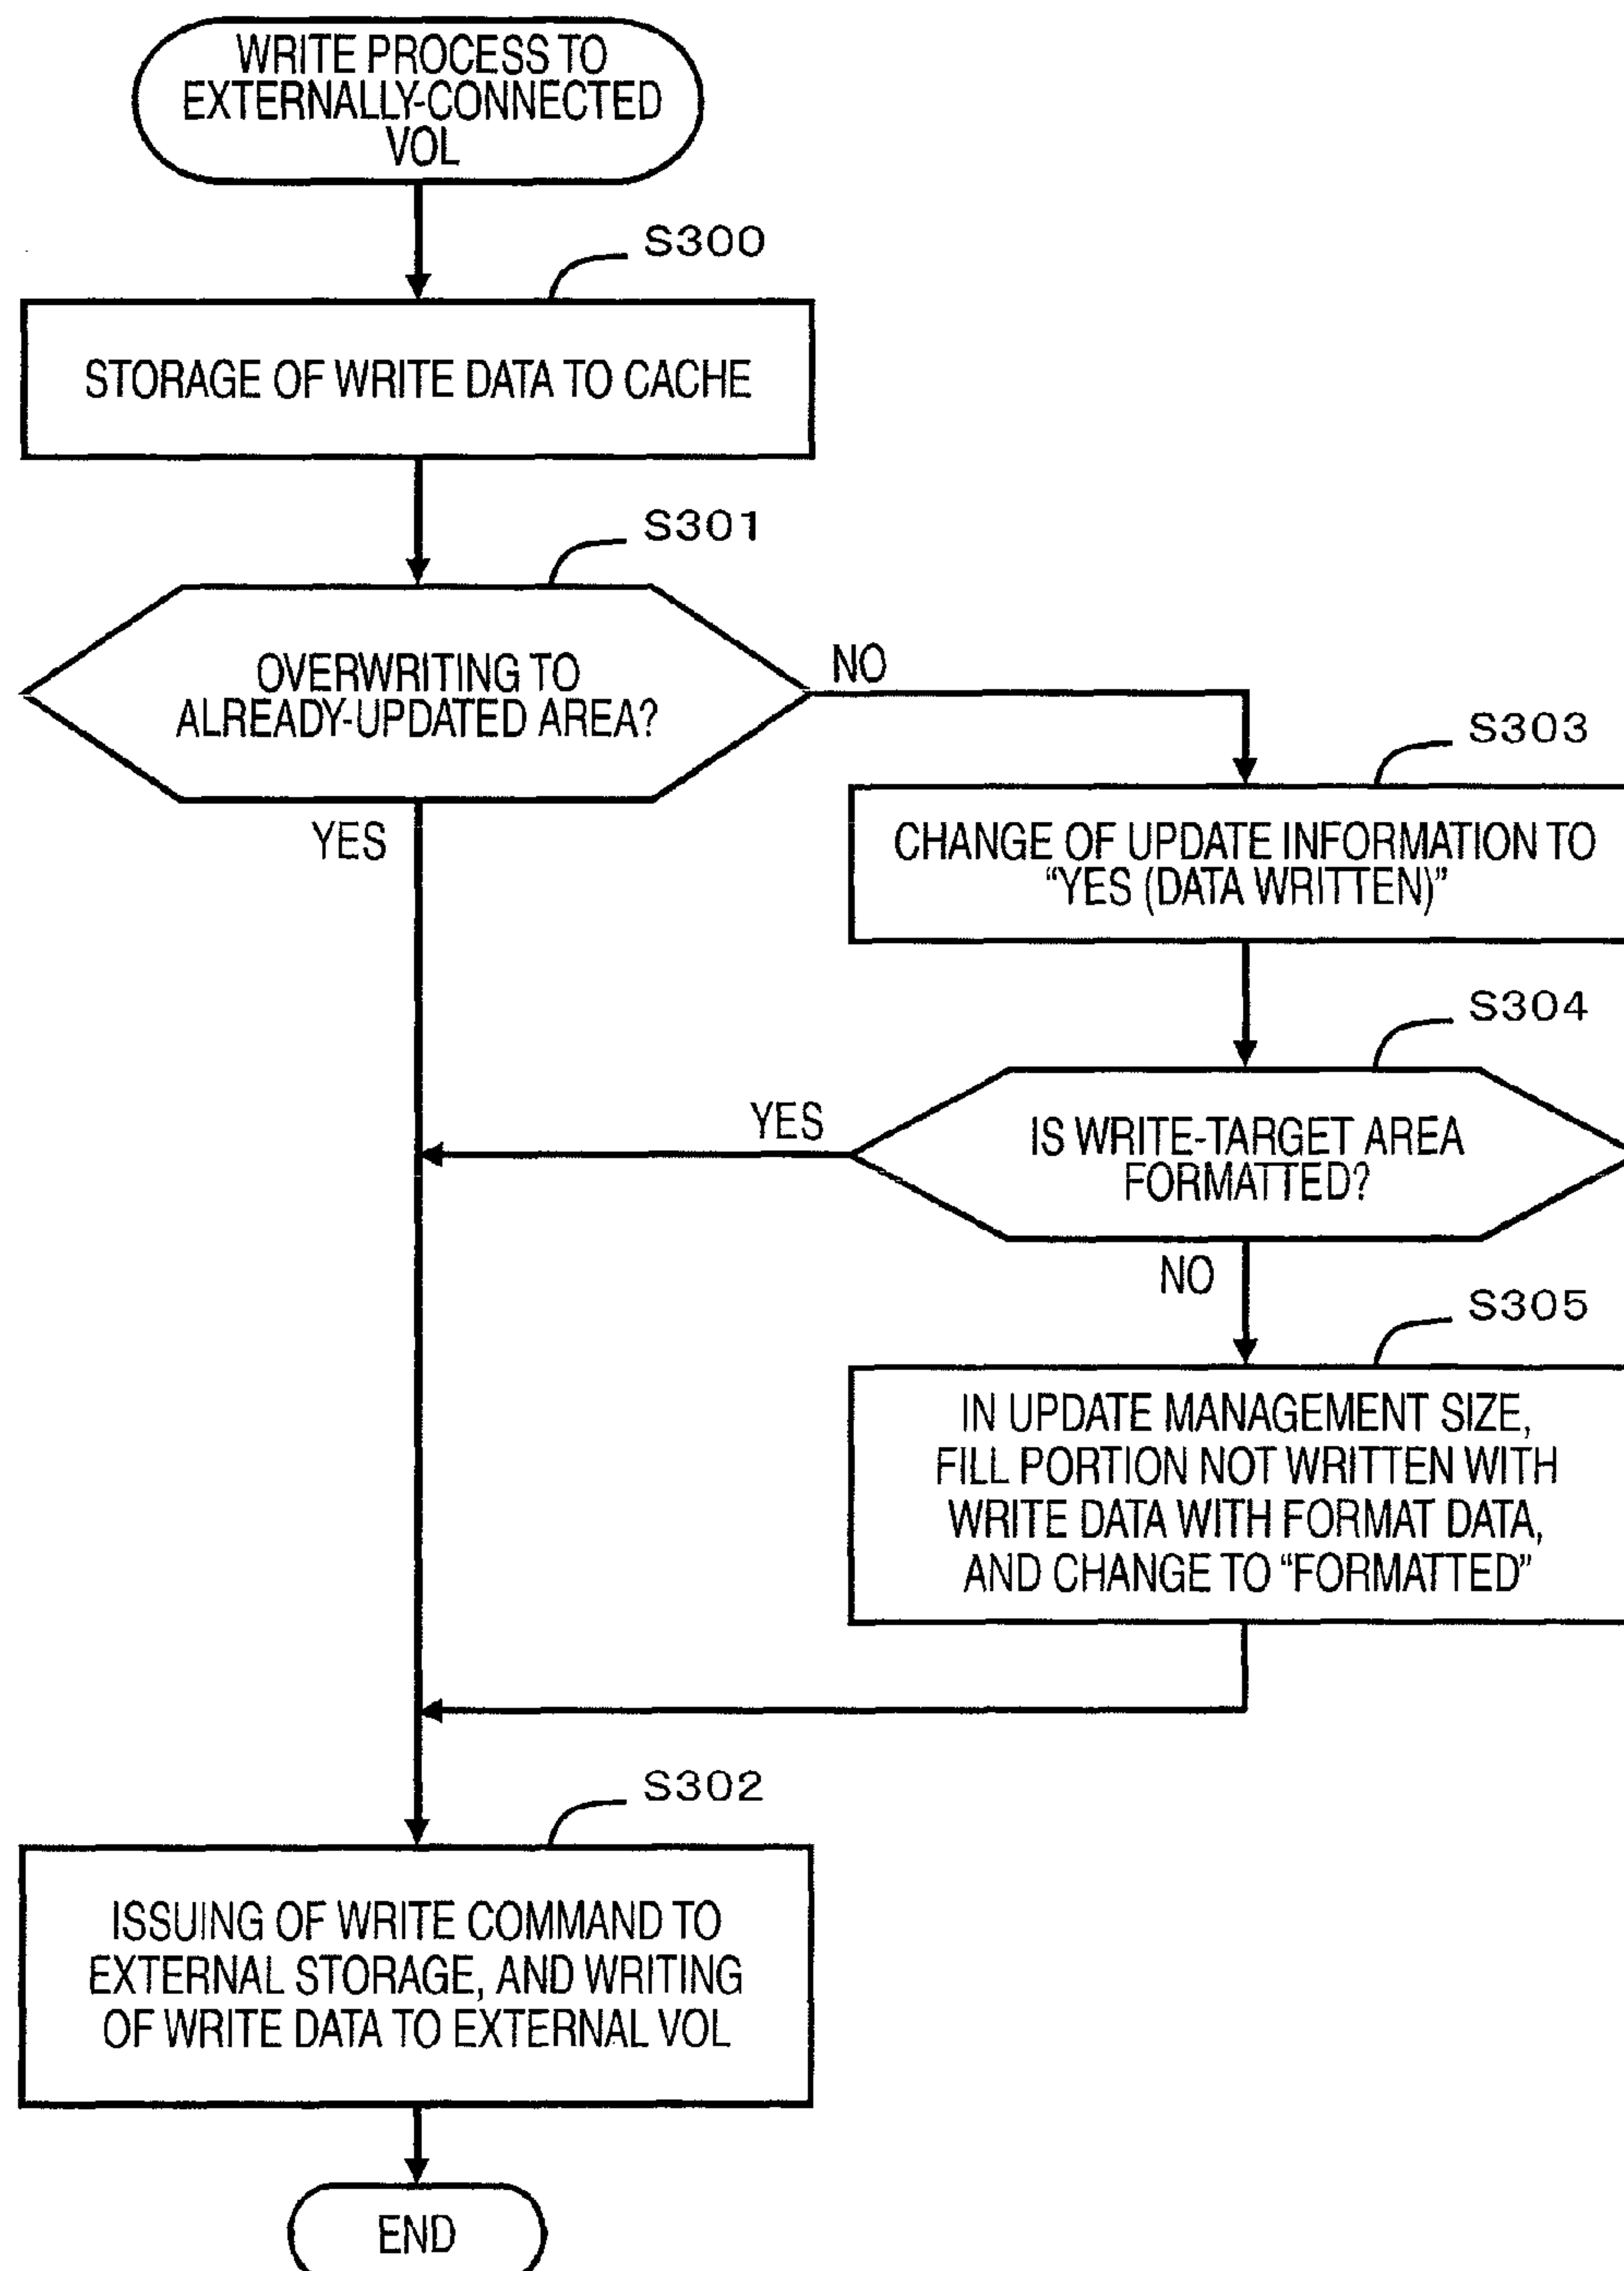 WRITE PROCESS TO
EXTERNALLY-CONNECTED
VOL
S300
STORAGE OF WRITE DATA TO CACHE
S301
OVERWRITING TO
ALREADY-UPDATED AREA?
NO
YES
S303
CHANGE OF UPDATE INFORMATION TO
“YES (DATA WRITTEN)”
S304
IS WRITE-TARGET AREA
FORMATTED?
YES
NO
S305
IN UPDATE MANAGEMENT SIZE,
FILL PORTION NOT WRITTEN WITH
WRITE DATA WITH FORMAT DATA,
AND CHANGE TO “FORMATTED”
S302
ISSUING OF WRITE COMMAND TO
EXTERNAL STORAGE, AND WRITING
OF WRITE DATA TO EXTERNAL VOL
END